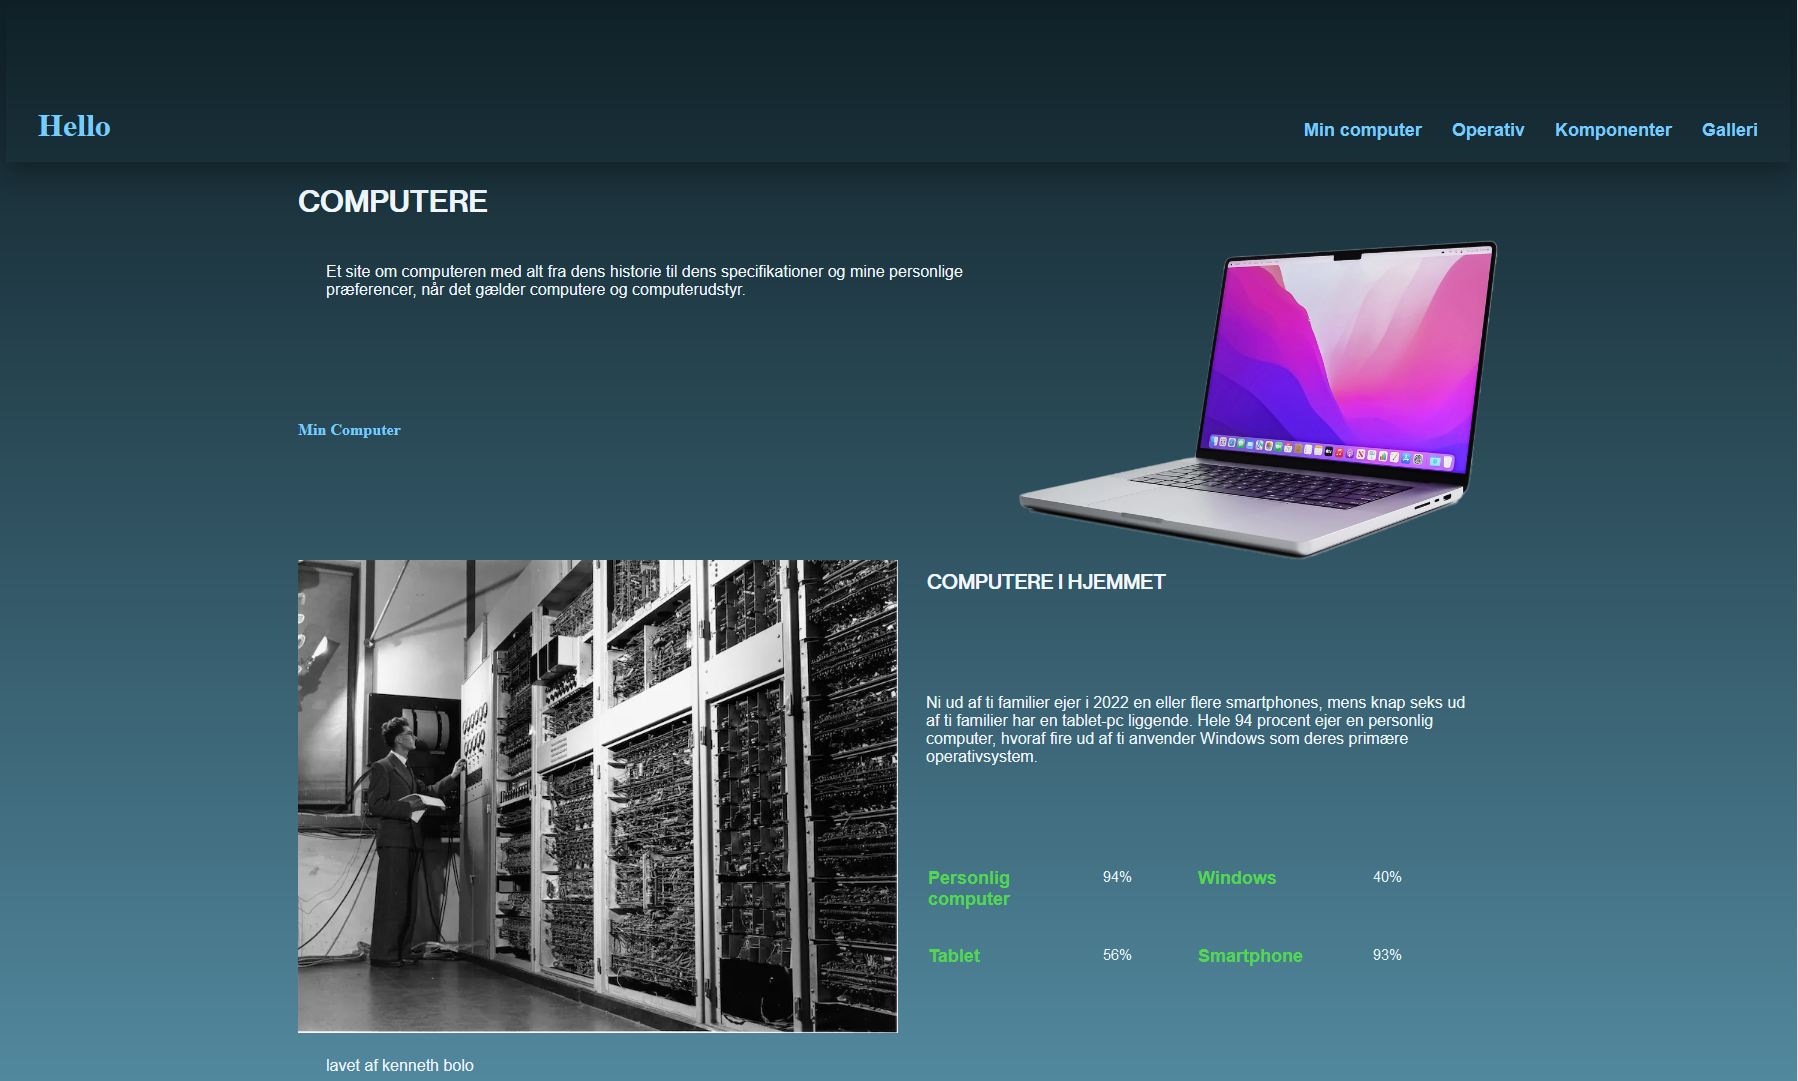 Hello
Min computer Operativ Komponenter Galleri
COMPUTERE
Et site om computeren med alt fra dens historie til dens specifikationer og mine personlige
præferencer, når det gælder computere og computerudstyr.
Min Computer
COMPUTERE I HJEMMET
Ni ud af ti familier ejer i 2022 en eller flere smartphones, mens knap seks ud
af ti familier har en tablet-pc liggende. Hele 94 procent ejer en personlig
computer, hvoraf fire ud af ti anvender Windows som deres primære
operativsystem.
Personlig
computer
94%
Windows
40%
Tablet
56%
Smartphone
93%
lavet af kenneth bolo